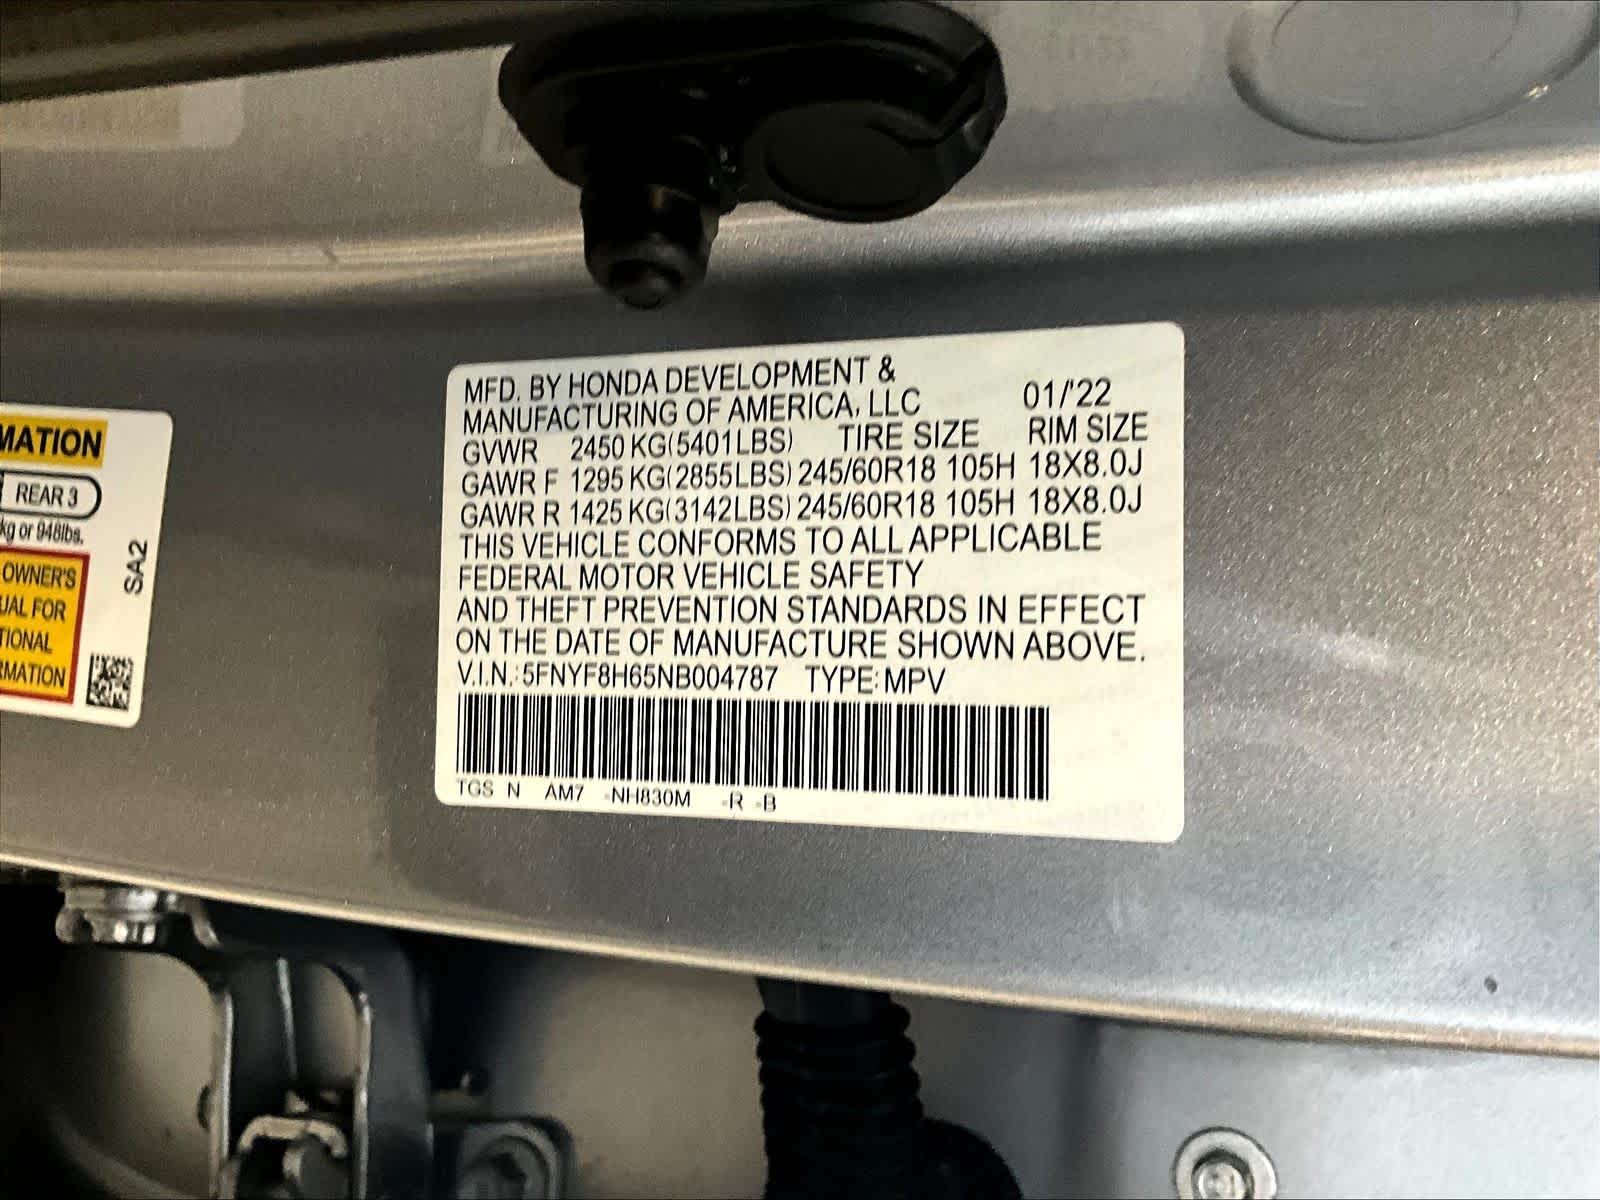 MFD. BY HONDA DEVELOPMENT &
MANUFACTURING OF AMERICA, LLC 01/'22
GVWR 2450 KG(5401LBS) TIRE SIZE RIM SIZE
GAWR F 1295 KG(2855LBS) 245/60R18 105H 18X8.0J
GAWR R 1425 KG(3142LBS) 245/60R18 105H 18X8.0J
THIS VEHICLE CONFORMS TO ALL APPLICABLE
FEDERAL MOTOR VEHICLE SAFETY
AND THEFT PREVENTION STANDARDS IN EFFECT
ON THE DATE OF MANUFACTURE SHOWN ABOVE.
V.I.N.: 5FNYF8H65NB004787 TYPE: MPV
TGS N AM7 -NH830M -R -B
MATION
REAR 3
kg or 948lbs.
OWNER'S
UAL FOR
TIONAL
RMATION
SA2